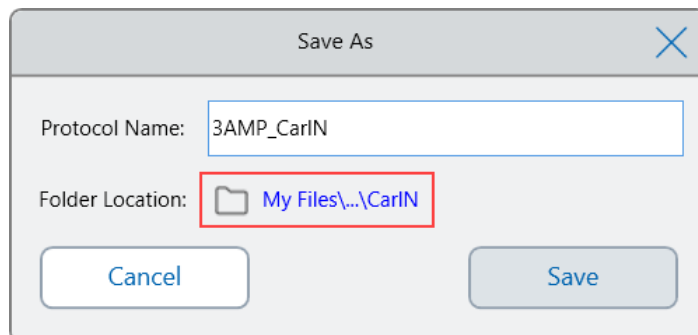 Save As
Protocol Name: 3AMP_CarIN
Folder Location: My Files\...\CarIN
Cancel Save